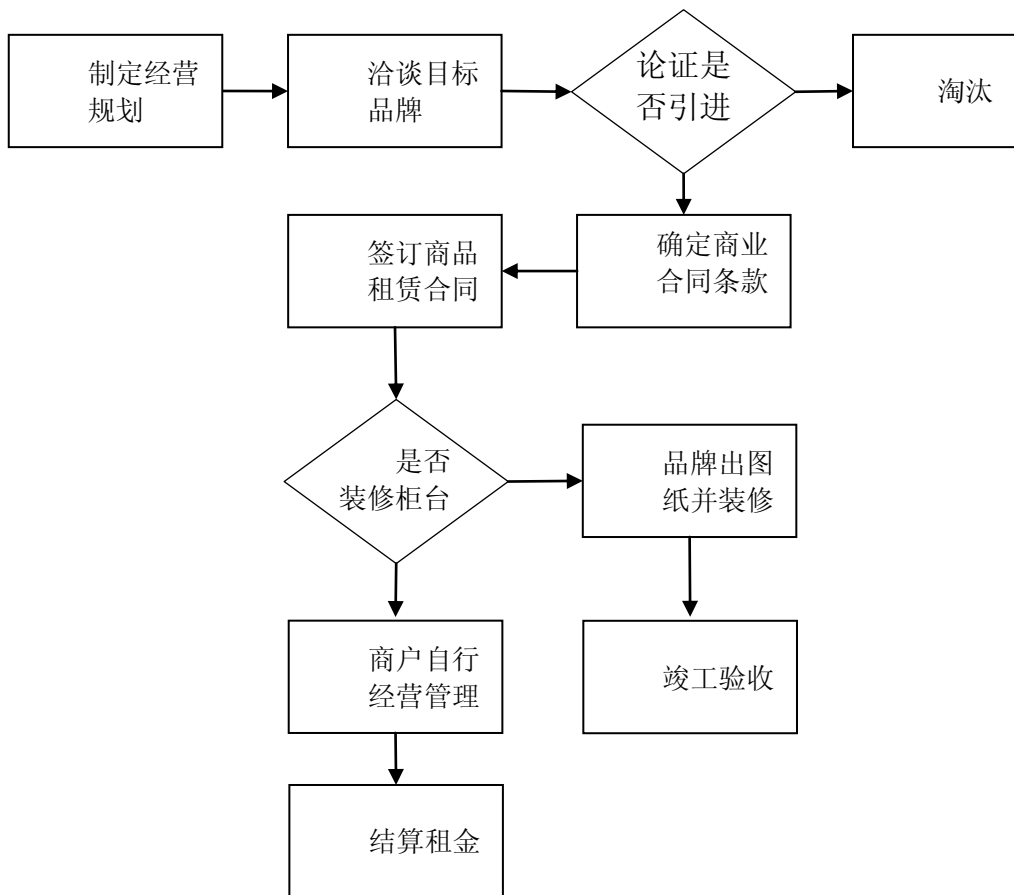 制定经营
规划
洽谈目标
品牌
论证是
否引进
淘汰
签订商品
租赁合同
确定商业
合同条款
是否
装修柜台
品牌出图
纸并装修
商户自行
经营管理
竣工验收
结算租金